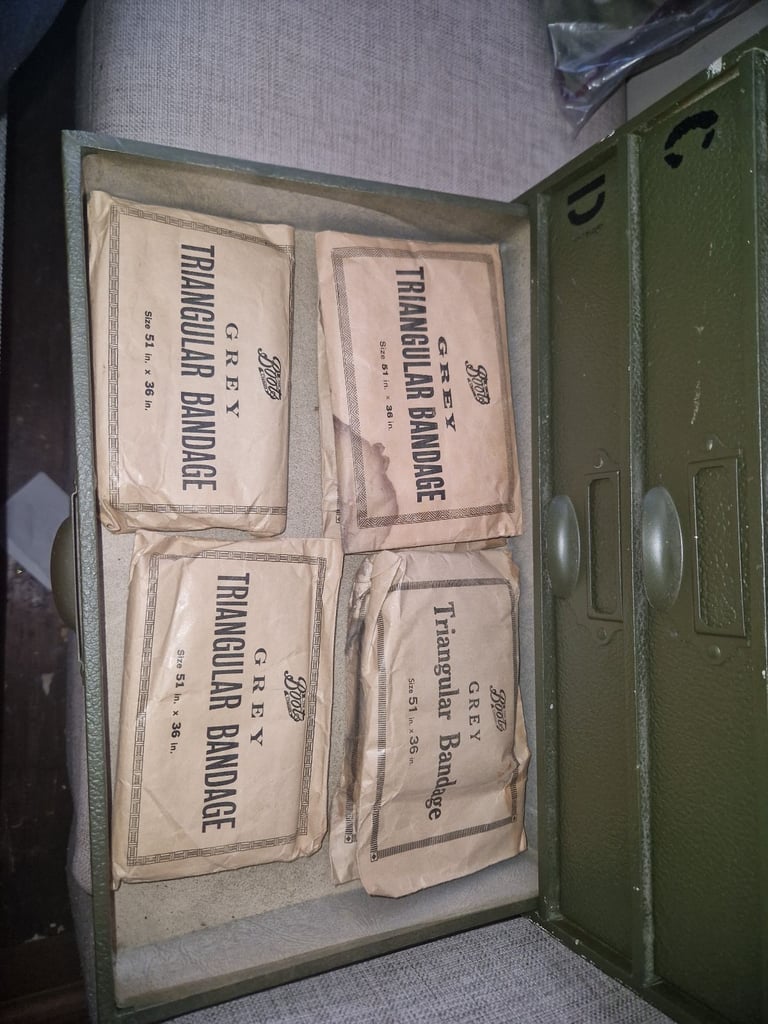 C
D
Boots
GREY
TRIANGULAR BANDAGE
Size 51 in. x 36 in.
Boots
GREY
Triangular Bandage
Size 51 in. x 36 in.
Boots
GREY
TRIANGULAR BANDAGE
Size 51 in. x 36 in.
Boots
GREY
TRIANGULAR BANDAGE
Size 51 in. x 36 in.